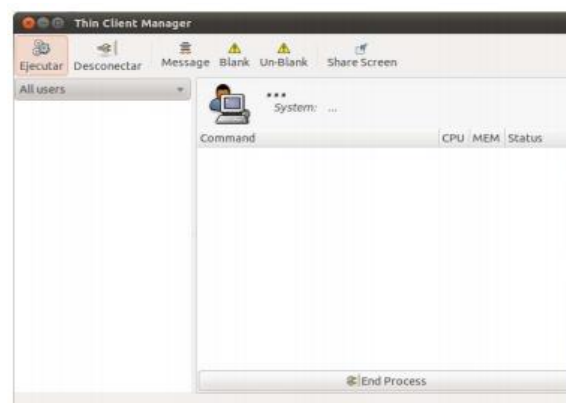 Thin Client Manager
Ejecutar Desconectar Message Blank Un-Blank Share Screen
All users
...
System: ...
Command CPU MEM Status
End Process